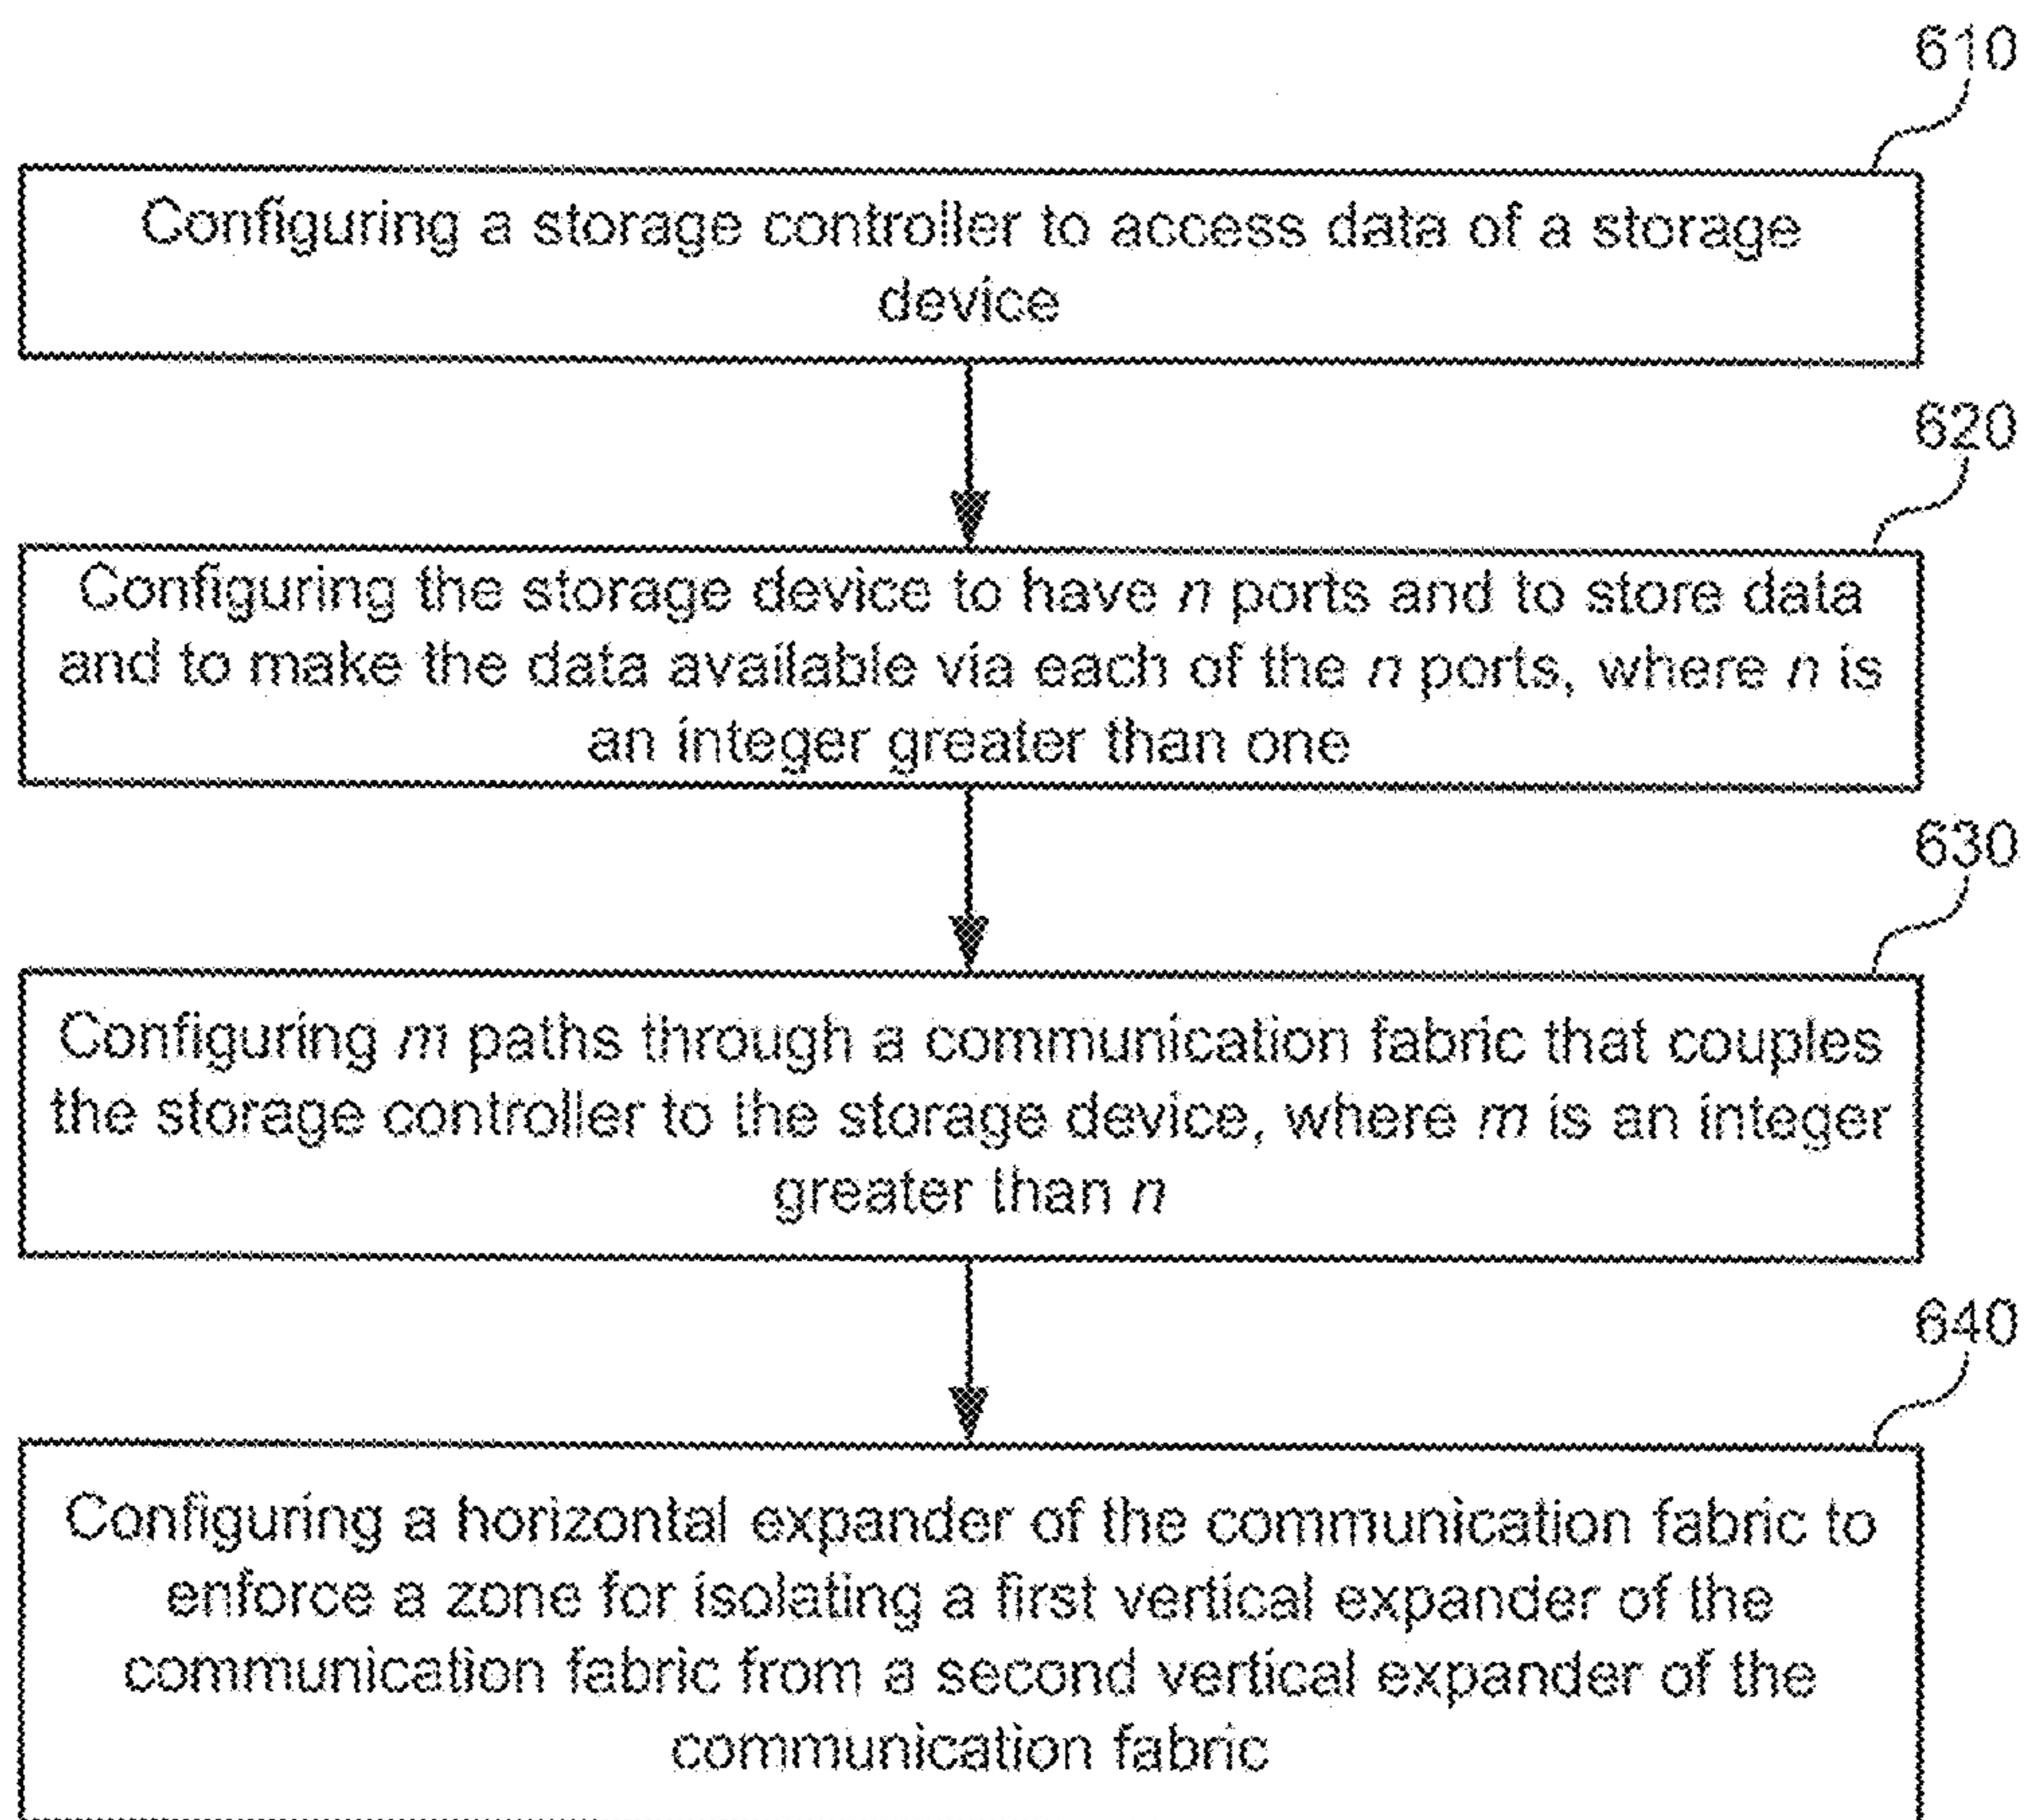 610
Configuring a storage controller to access data of a storage
device
620
Configuring the storage device to have n ports and to store data
and to make the data available via each of the n ports, where n is
an integer greater than one
630
Configuring m paths through a communication fabric that couples
the storage controller to the storage device, where m is an integer
greater than n
640
Configuring a horizontal expander of the communication fabric to
enforce a zone for isolating a first vertical expander of the
communication fabric from a second vertical expander of the
communication fabric